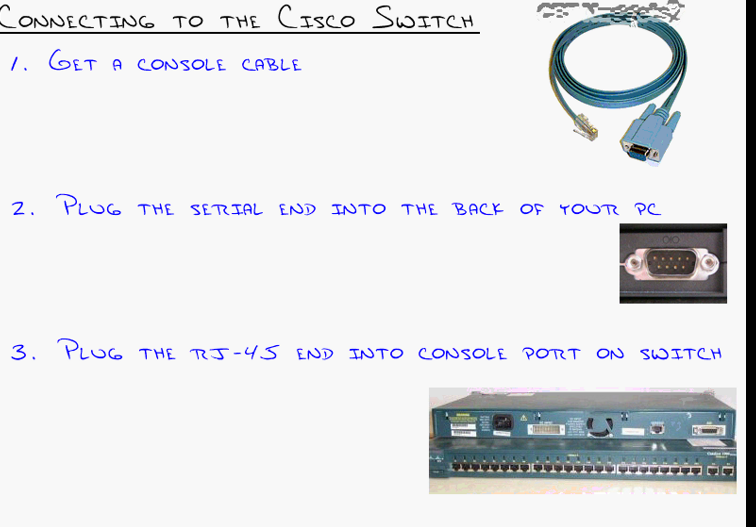 CONNECTING TO THE CISCO SWITCH
1. GET A CONSOLE CABLE
2. PLUG THE SERIAL END INTO THE BACK OF YOUR PC
3. PLUG THE RJ-45 END INTO CONSOLE PORT ON SWITCH